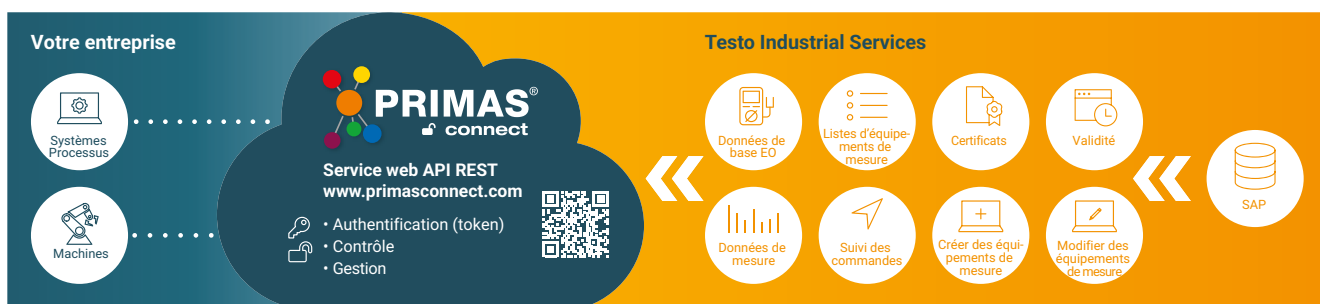 Votre entreprise
Systèmes
Processus
Machines
PRIMAS®
connect
Service web API REST
www.primasconnect.com
• Authentification (token)
• Contrôle
• Gestion
Testo Industrial Services
Données de
base EO
Listes d'équipe-
ments de
mesure
Certificats
Validité
Données de
mesure
Suivi des
commandes
Créer des équi-
pements de
mesure
Modifier des
équipements
de mesure
SAP